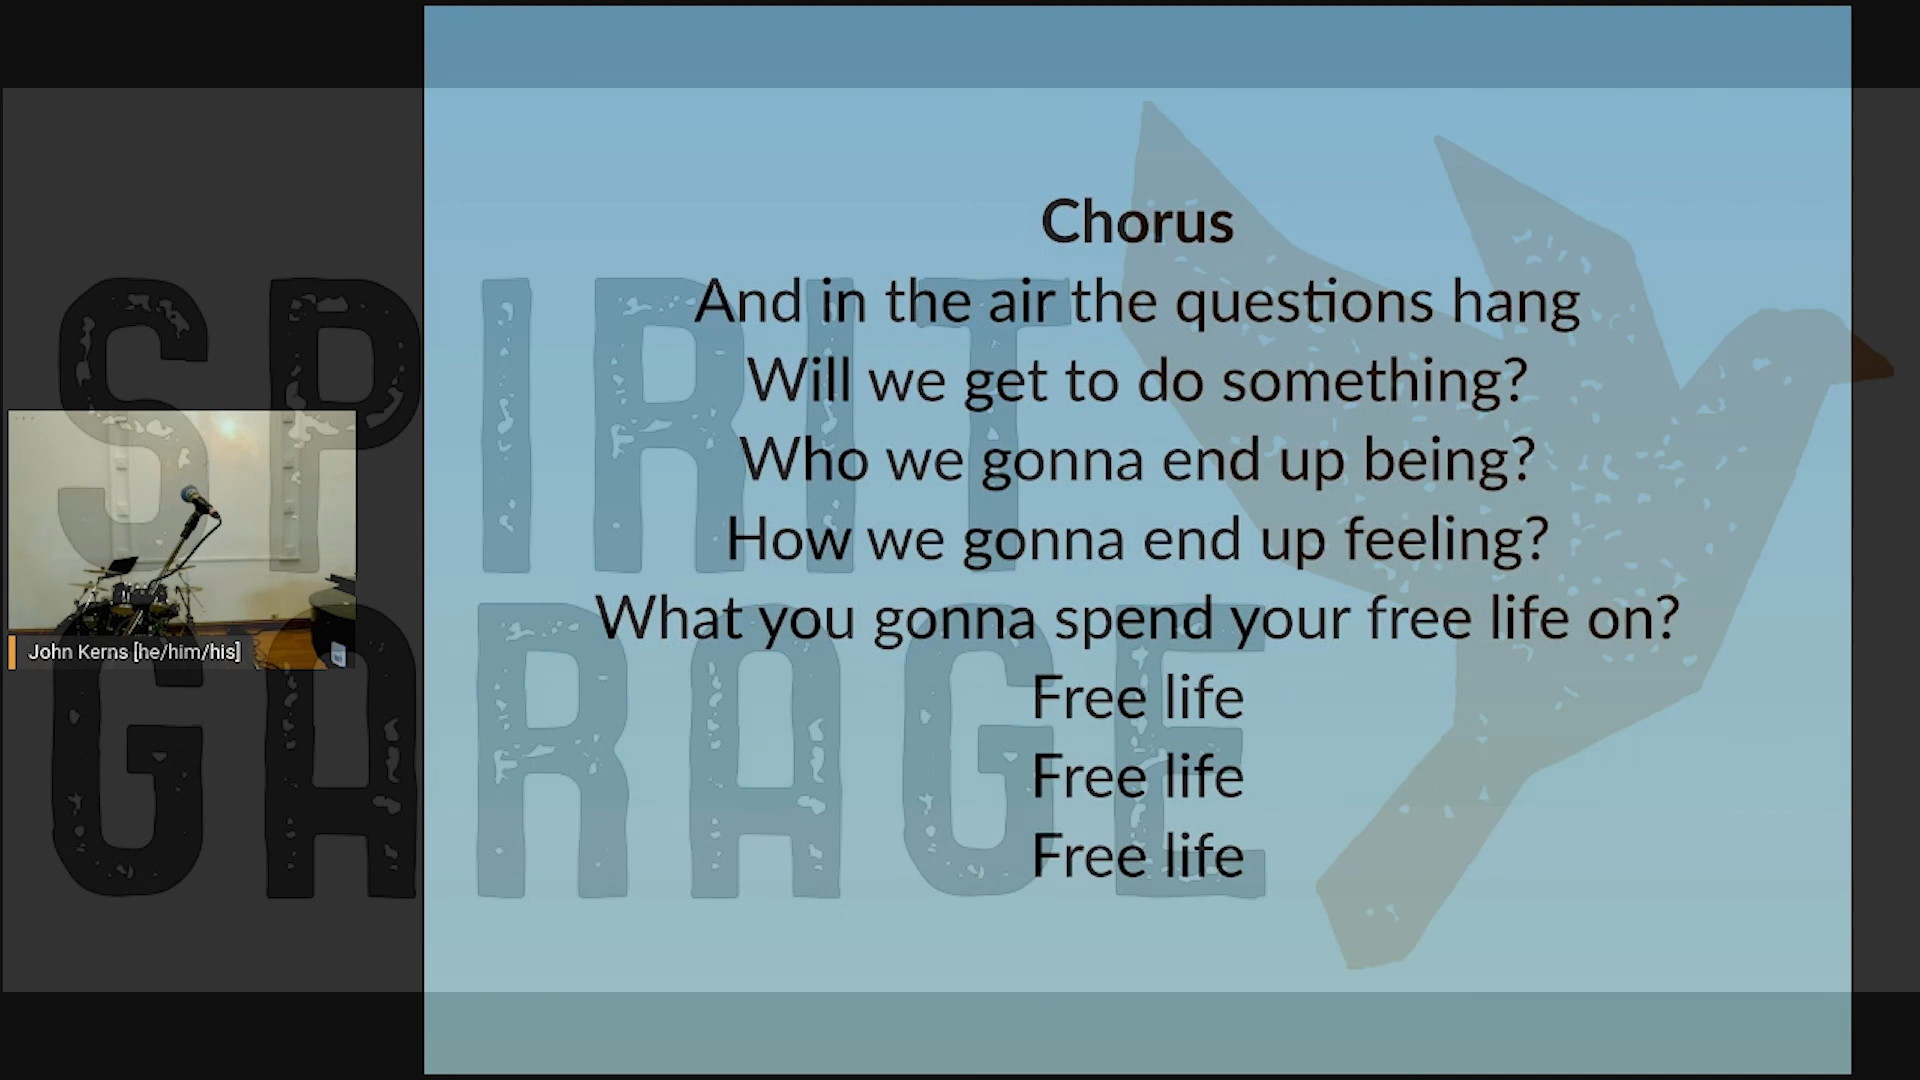 SPIRIT
GARAGE
Chorus
And in the air the questions hang
Will we get to do something?
Who we gonna end up being?
How we gonna end up feeling?
What you gonna spend your free life on?
Free life
Free life
Free life
John Kerns [he/him/his]